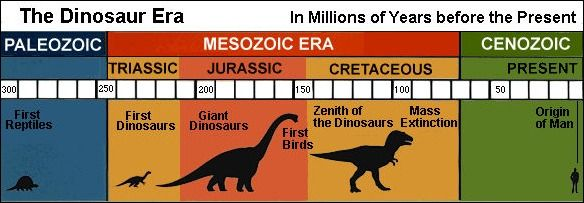 The Dinosaur Era
In Millions of Years before the Present
PALEOZOIC
MESOZOIC ERA
CENOZOIC
TRIASSIC
JURASSIC
CRETACEOUS
PRESENT
300
250
200
150
100
50
First
Reptiles
First
Dinosaurs
Giant
Dinosaurs
First
Birds
Zenith of
the Dinosaurs
Mass
Extinction
Origin
of Man